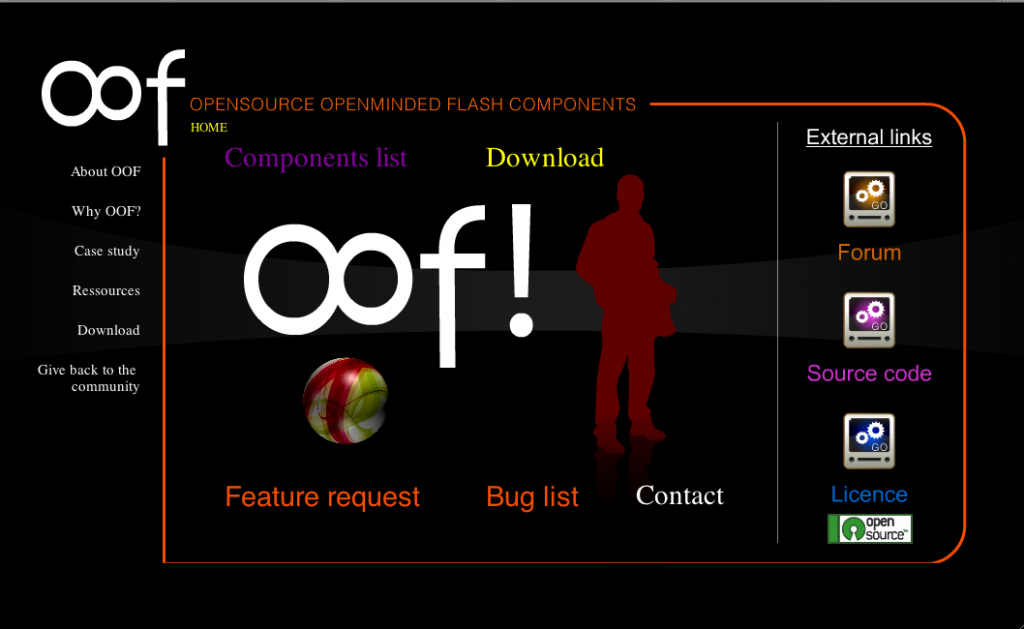 oof
OPENSOURCE OPENMINDED FLASH COMPONENTS
HOME
About OOF
Why OOF?
Case study
Ressources
Download
Give back to the
community
Components list
Download
oof!
Feature request
Bug list
Contact
External links
GO
Forum
GO
Source code
GO
Licence
open
source™